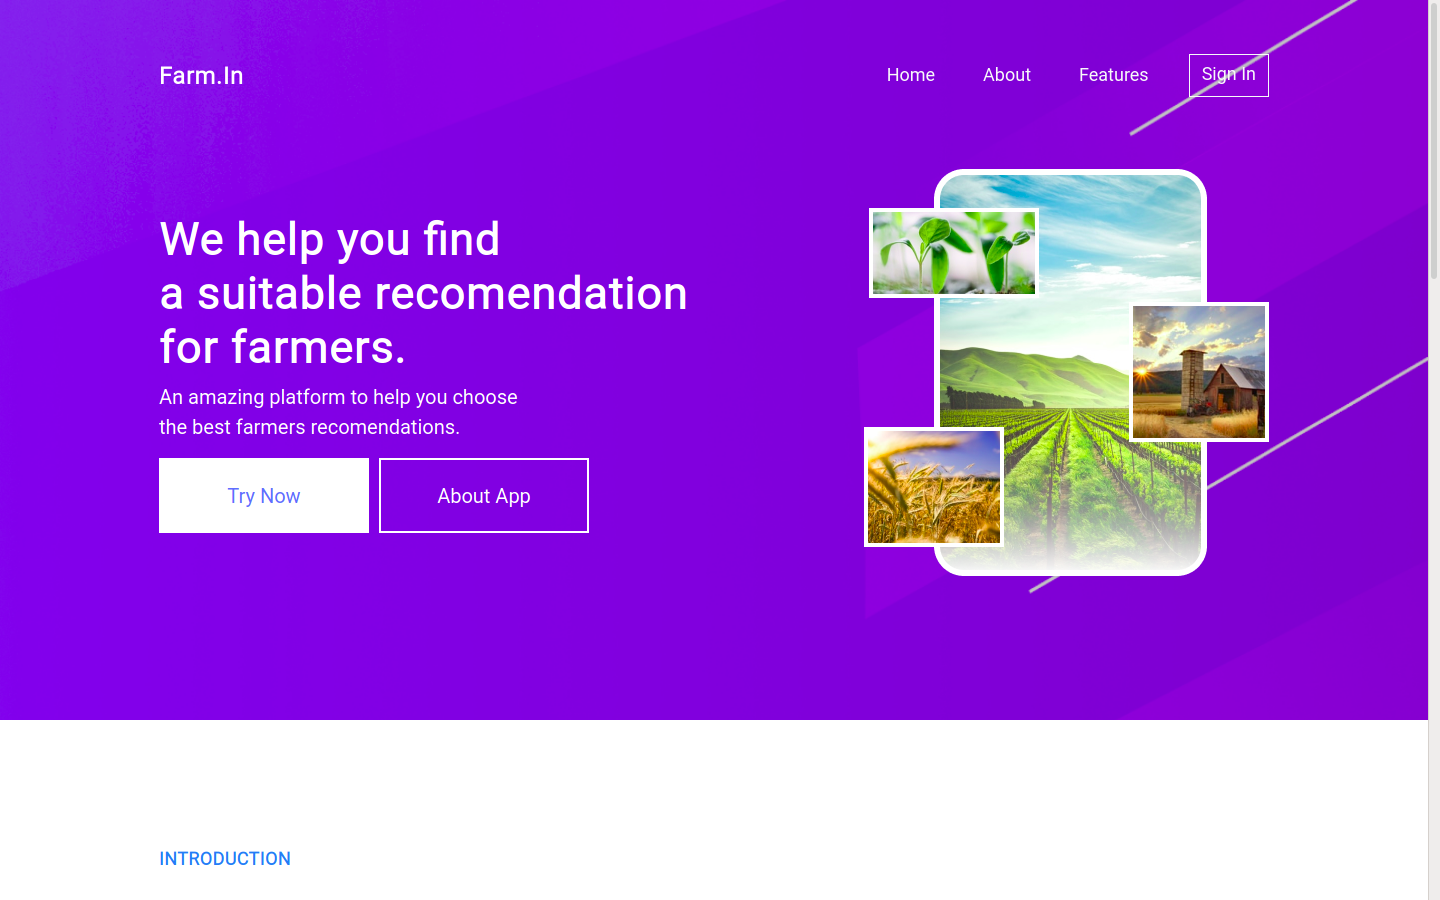 Farm.In
Home
About
Features
Sign In
We help you find
a suitable recomendation
for farmers.
An amazing platform to help you choose
the best farmers recomendations.
Try Now
About App
INTRODUCTION